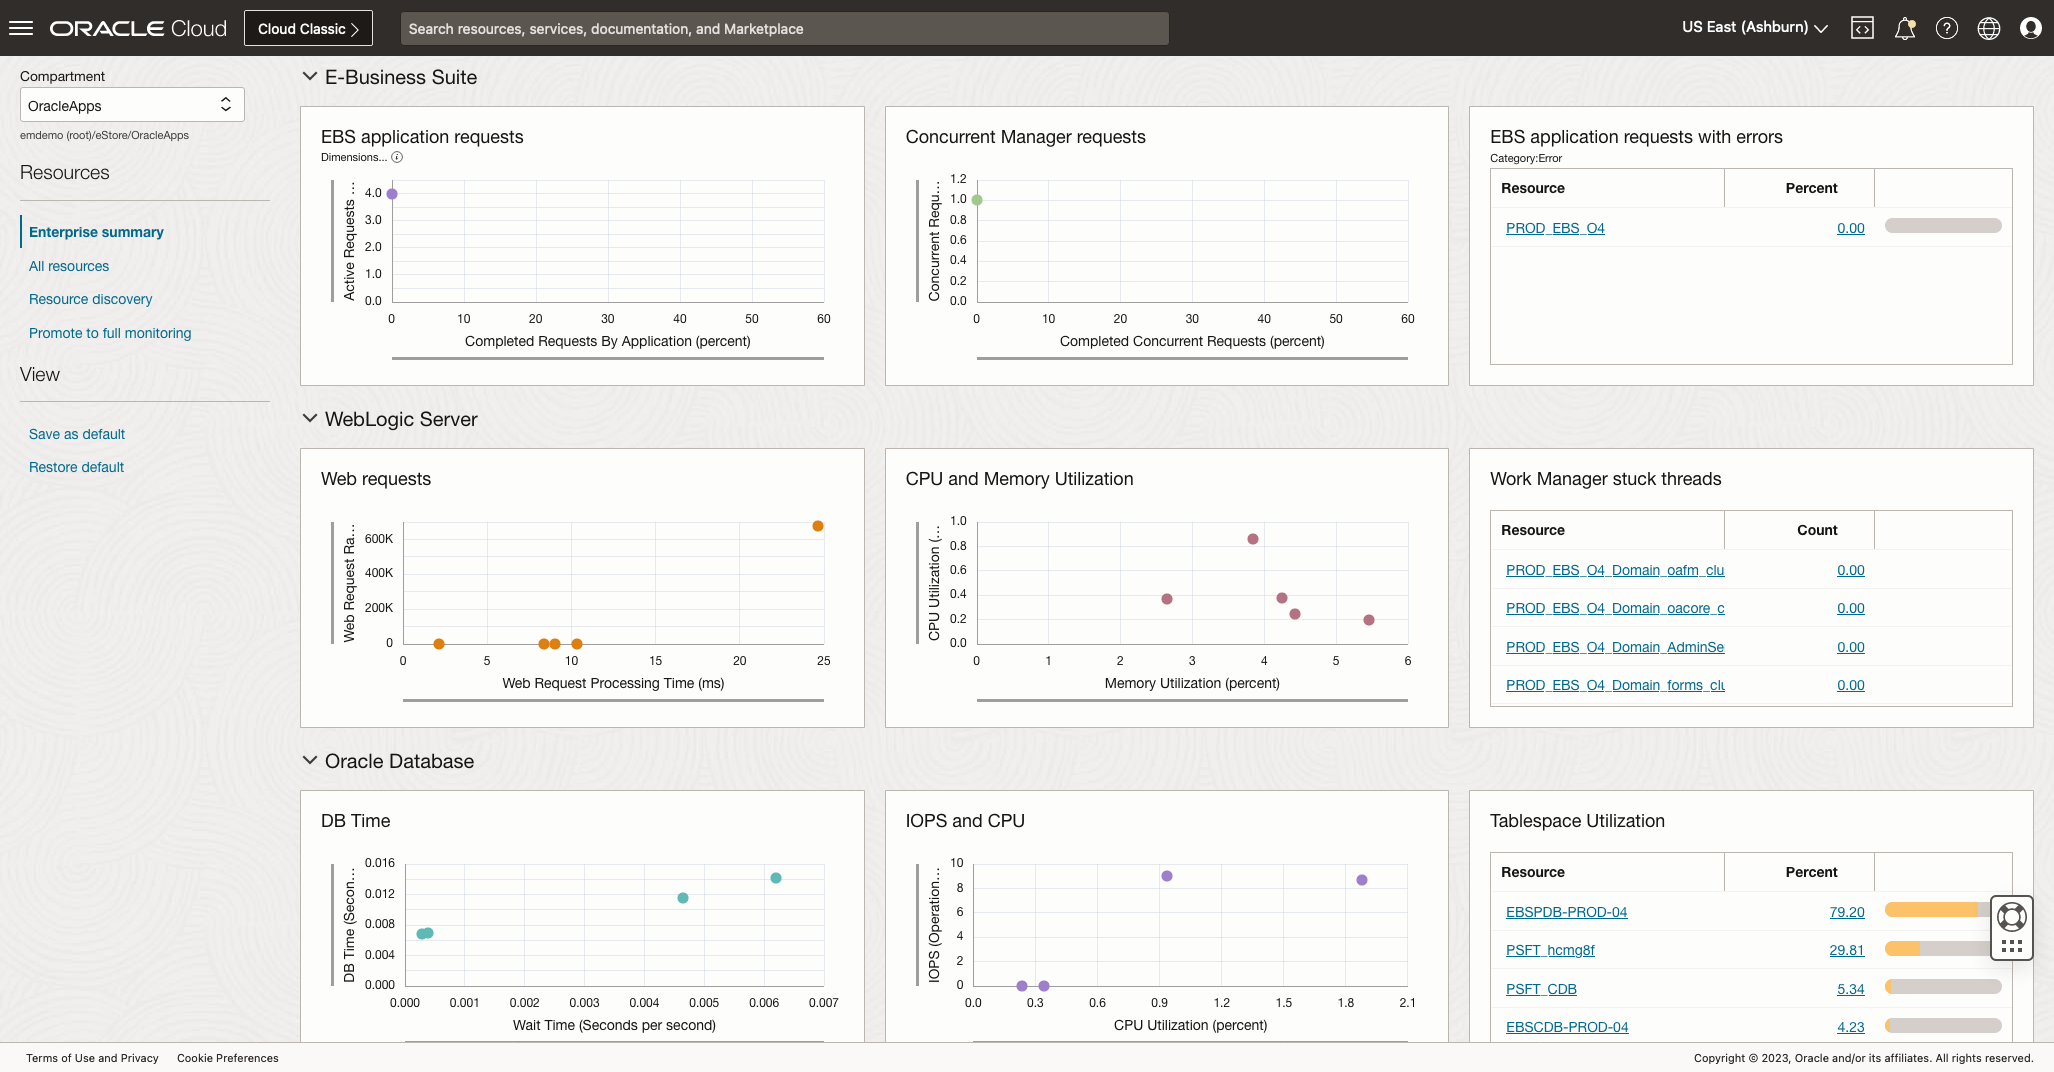 ORACLE Cloud
Cloud Classic
Search resources, services, documentation, and Marketplace
US East (Ashburn)
Compartment
OracleApps
emdemo (root)/eStore/OracleApps
Resources
Enterprise summary
All resources
Resource discovery
Promote to full monitoring
View
Save as default
Restore default
E-Business Suite
EBS application requests
Dimensions...
Active Requests ...
4.0
3.0
2.0
1.0
0.0
0 10 20 30 40 50 60
Completed Requests By Application (percent)
Concurrent Manager requests
Concurrent Requ...
1.2
1.0
0.8
0.6
0.4
0.2
0.0
0 10 20 30 40 50 60
Completed Concurrent Requests (percent)
EBS application requests with errors
Category:Error
Resource Percent
PROD_EBS_O4 0.00
WebLogic Server
Web requests
Web Request Ra...
600K
400K
200K
0
0 5 10 15 20 25
Web Request Processing Time (ms)
CPU and Memory Utilization
CPU Utilization (...
1.0
0.8
0.6
0.4
0.2
0.0
0 1 2 3 4 5 6
Memory Utilization (percent)
Work Manager stuck threads
Resource Count
PROD_EBS_O4_Domain_oafm_clu 0.00
PROD_EBS_O4_Domain_oacore_c 0.00
PROD_EBS_O4_Domain_AdminSe 0.00
PROD_EBS_O4_Domain_forms_clu 0.00
Oracle Database
DB Time
DB Time (Secon...
0.016
0.012
0.008
0.004
0.000
0.000 0.001 0.002 0.003 0.004 0.005 0.006 0.007
Wait Time (Seconds per second)
IOPS and CPU
IOPS (Operation...
10
8
6
4
2
0
0.0 0.3 0.6 0.9 1.2 1.5 1.8 2.1
CPU Utilization (percent)
Tablespace Utilization
Resource Percent
EBSPDB-PROD-04 79.20
PSFT_hcmg8f 29.81
PSFT_CDB 5.34
EBSCDB-PROD-04 4.23
Terms of Use and Privacy
Cookie Preferences
Copyright © 2023, Oracle and/or its affiliates. All rights reserved.